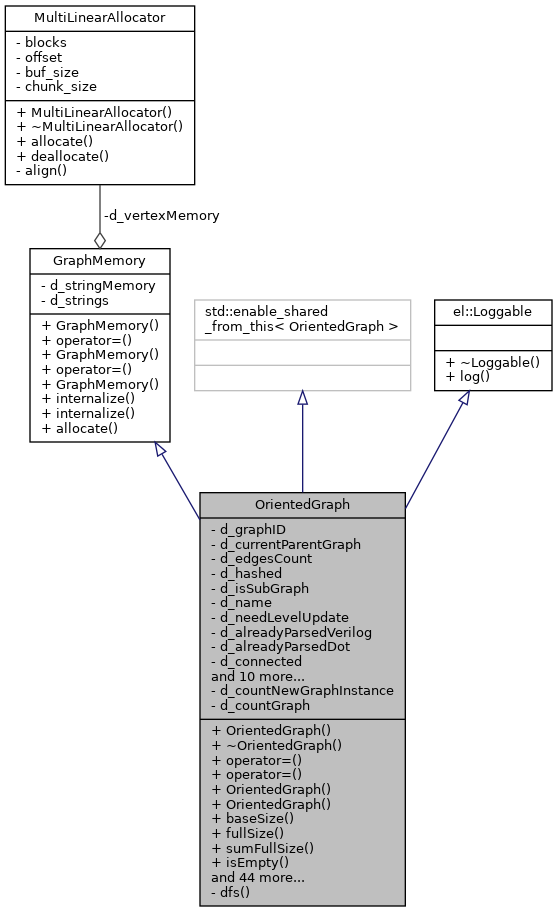 MultiLinearAllocator
- blocks
- offset
- buf_size
- chunk_size
+ MultiLinearAllocator()
+ ~MultiLinearAllocator()
+ allocate()
+ deallocate()
- align()
-d_vertexMemory
GraphMemory
- d_stringMemory
- d_strings
+ GraphMemory()
+ operator=()
+ GraphMemory()
+ operator=()
+ GraphMemory()
+ internalize()
+ internalize()
+ allocate()
std::enable_shared
_from_this< OrientedGraph >
el::Loggable
+ ~Loggable()
+ log()
OrientedGraph
- d_graphID
- d_currentParentGraph
- d_edgesCount
- d_hashed
- d_isSubGraph
- d_name
- d_needLevelUpdate
- d_alreadyParsedVerilog
- d_alreadyParsedDot
- d_connected
and 10 more...
- d_countNewGraphInstance
- d_countGraph
+ OrientedGraph()
+ ~OrientedGraph()
+ operator=()
+ operator=()
+ OrientedGraph()
+ OrientedGraph()
+ baseSize()
+ fullSize()
+ sumFullSize()
+ isEmpty()
and 44 more...
- dfs()